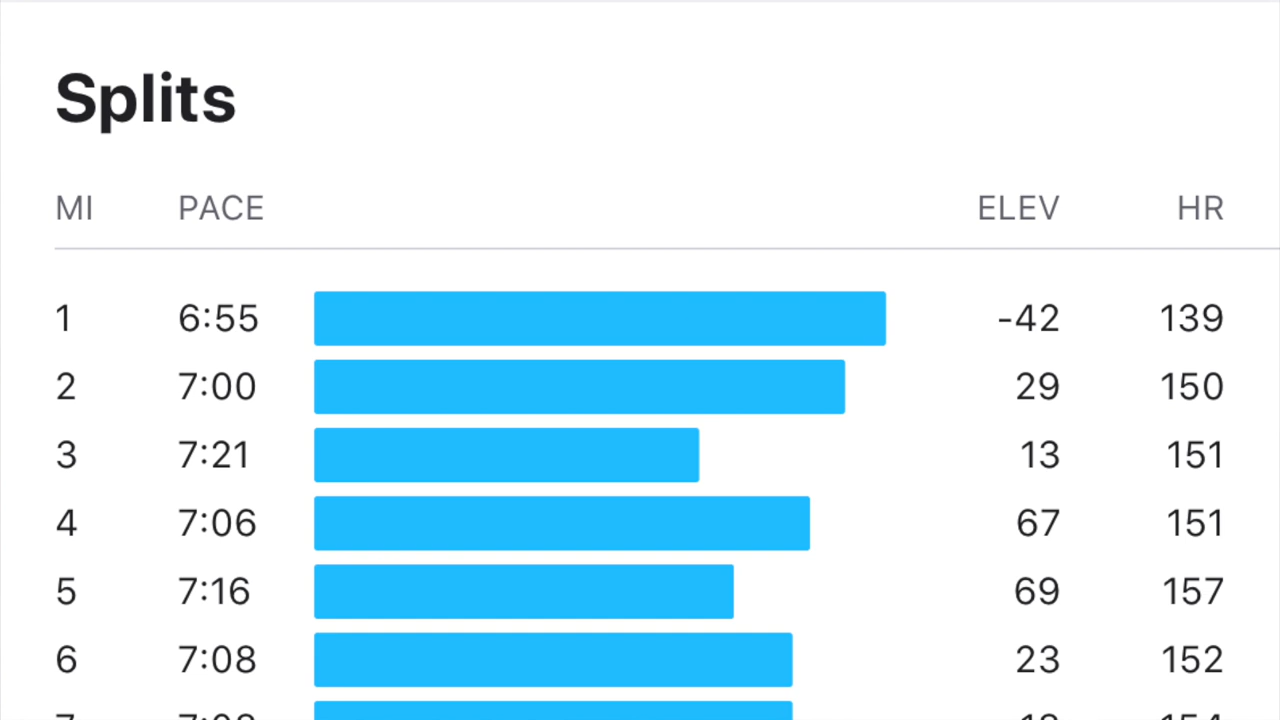 Splits
MI PACE ELEV HR
1 6:55 -42 139
2 7:00 29 150
3 7:21 13 151
4 7:06 67 151
5 7:16 69 157
6 7:08 23 152